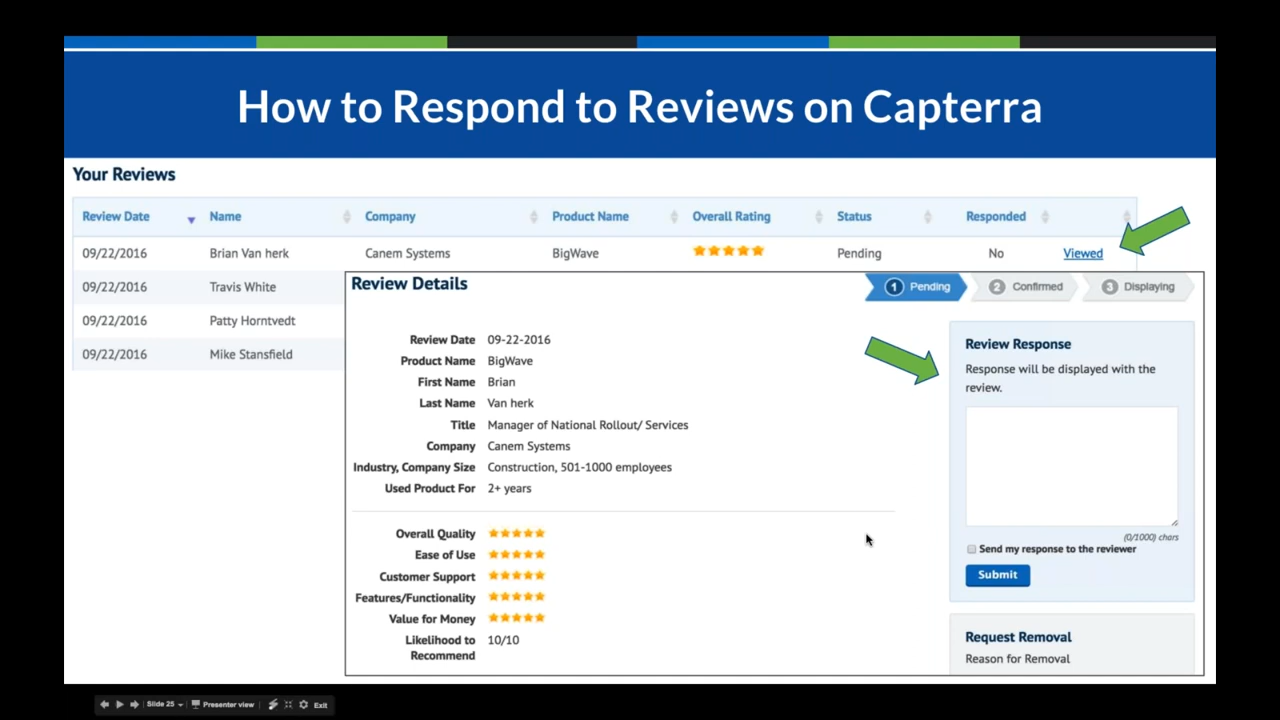 How to Respond to Reviews on Capterra
Your Reviews
Review Date Name Company Product Name Overall Rating Status Responded
09/22/2016 Brian Van herk Canem Systems BigWave Pending No Viewed
09/22/2016 Travis White
09/22/2016 Patty Horntvedt
09/22/2016 Mike Stansfield
Review Details
1 Pending 2 Confirmed 3 Displaying
Review Date 09-22-2016
Product Name BigWave
First Name Brian
Last Name Van herk
Title Manager of National Rollout/ Services
Company Canem Systems
Industry, Company Size Construction, 501-1000 employees
Used Product For 2+ years
Overall Quality
Ease of Use
Customer Support
Features/Functionality
Value for Money
Likelihood to 10/10
Recommend
Review Response
Response will be displayed with the
review.
(0/1000) chars
Send my response to the reviewer
Submit
Request Removal
Reason for Removal
Slide 25 Presenter view Exit